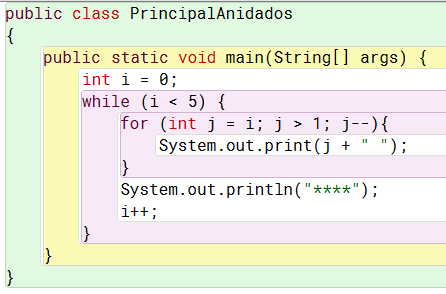 public class PrincipalAnidados
{
public static void main(String[] args) {
int i = 0;
while (i < 5) {
for (int j = i; j > 1; j--){
System.out.print(j + " ");
}
System.out.println("****");
i++;
}
}
}